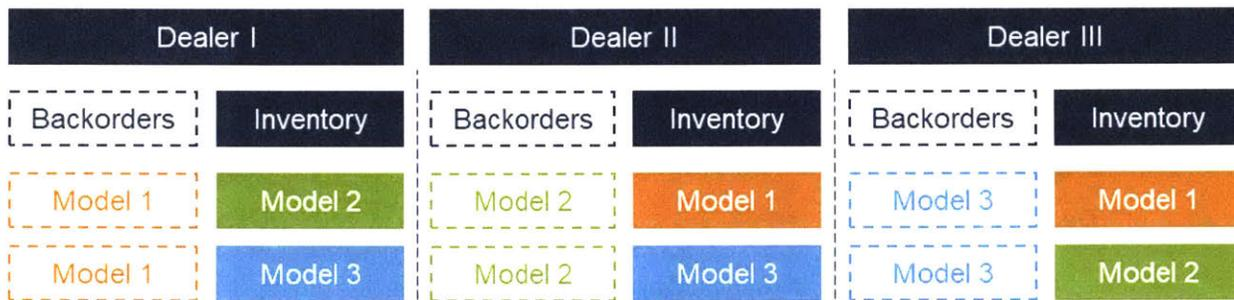 Dealer I Dealer II Dealer III
Backorders Inventory Backorders Inventory Backorders Inventory
Model 1 Model 2 Model 2 Model 1 Model 3 Model 1
Model 1 Model 3 Model 2 Model 3 Model 3 Model 2